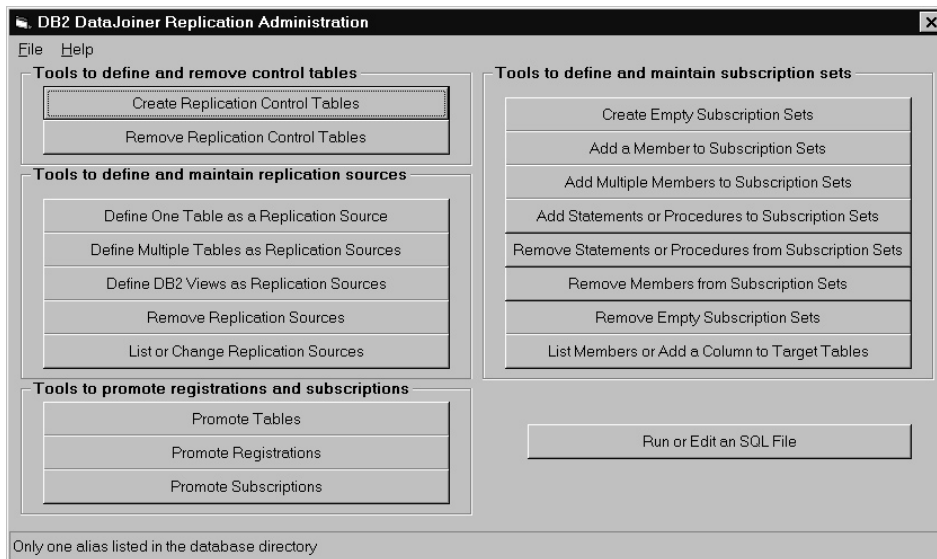 DB2 DataJoiner Replication Administration
File Help
Tools to define and remove control tables
Create Replication Control Tables
Remove Replication Control Tables
Tools to define and maintain replication sources
Define One Table as a Replication Source
Define Multiple Tables as Replication Sources
Define DB2 Views as Replication Sources
Remove Replication Sources
List or Change Replication Sources
Tools to promote registrations and subscriptions
Promote Tables
Promote Registrations
Promote Subscriptions
Tools to define and maintain subscription sets
Create Empty Subscription Sets
Add a Member to Subscription Sets
Add Multiple Members to Subscription Sets
Add Statements or Procedures to Subscription Sets
Remove Statements or Procedures from Subscription Sets
Remove Members from Subscription Sets
Remove Empty Subscription Sets
List Members or Add a Column to Target Tables
Run or Edit an SQL File
Only one alias listed in the database directory